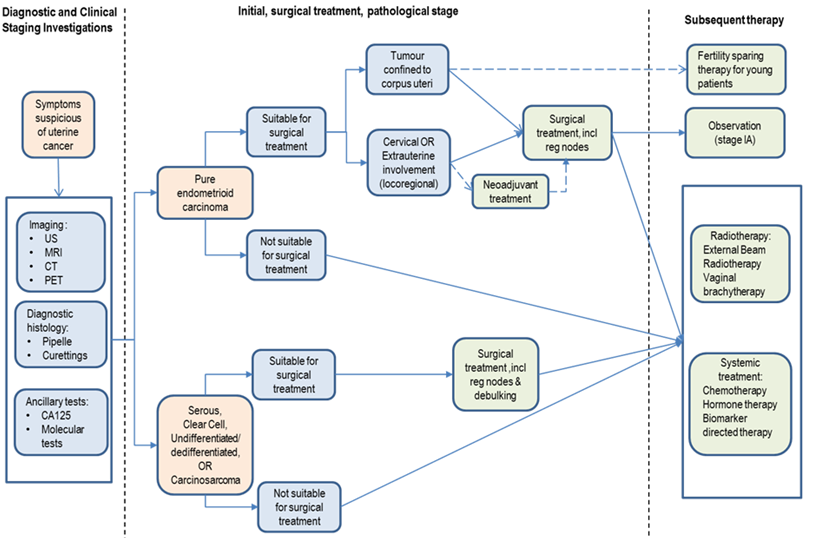 Diagnostic and Clinical
Staging Investigations
Initial, surgical treatment, pathological stage
Subsequent therapy
Symptoms
suspicious
of uterine
cancer
Imaging:
• US
• MRI
• CT
• PET
Diagnostic
histology:
• Pipelle
• Curettings
Ancillary tests:
• CA125
• Molecular
tests
Pure
endometrioid
carcinoma
Suitable for
surgical
treatment
Not suitable
for surgical
treatment
Tumour
confined to
corpus uteri
Cervical OR
Extrauterine
involvement
(locoregional)
Neoadjuvant
treatment
Surgical
treatment, incl
reg nodes
Serous,
Clear Cell,
Undifferentiated/
dedifferentiated,
OR
Carcinosarcoma
Suitable for
surgical
treatment
Not suitable for
surgical
treatment
Surgical
treatment ,incl
reg nodes &
debulking
Fertility sparing
therapy for young
patients
Observation
(stage IA)
Radiotherapy:
External Beam
Radiotherapy
Vaginal
brachytherapy
Systemic
treatment:
Chemotherapy
Hormone therapy
Biomarker
directed therapy